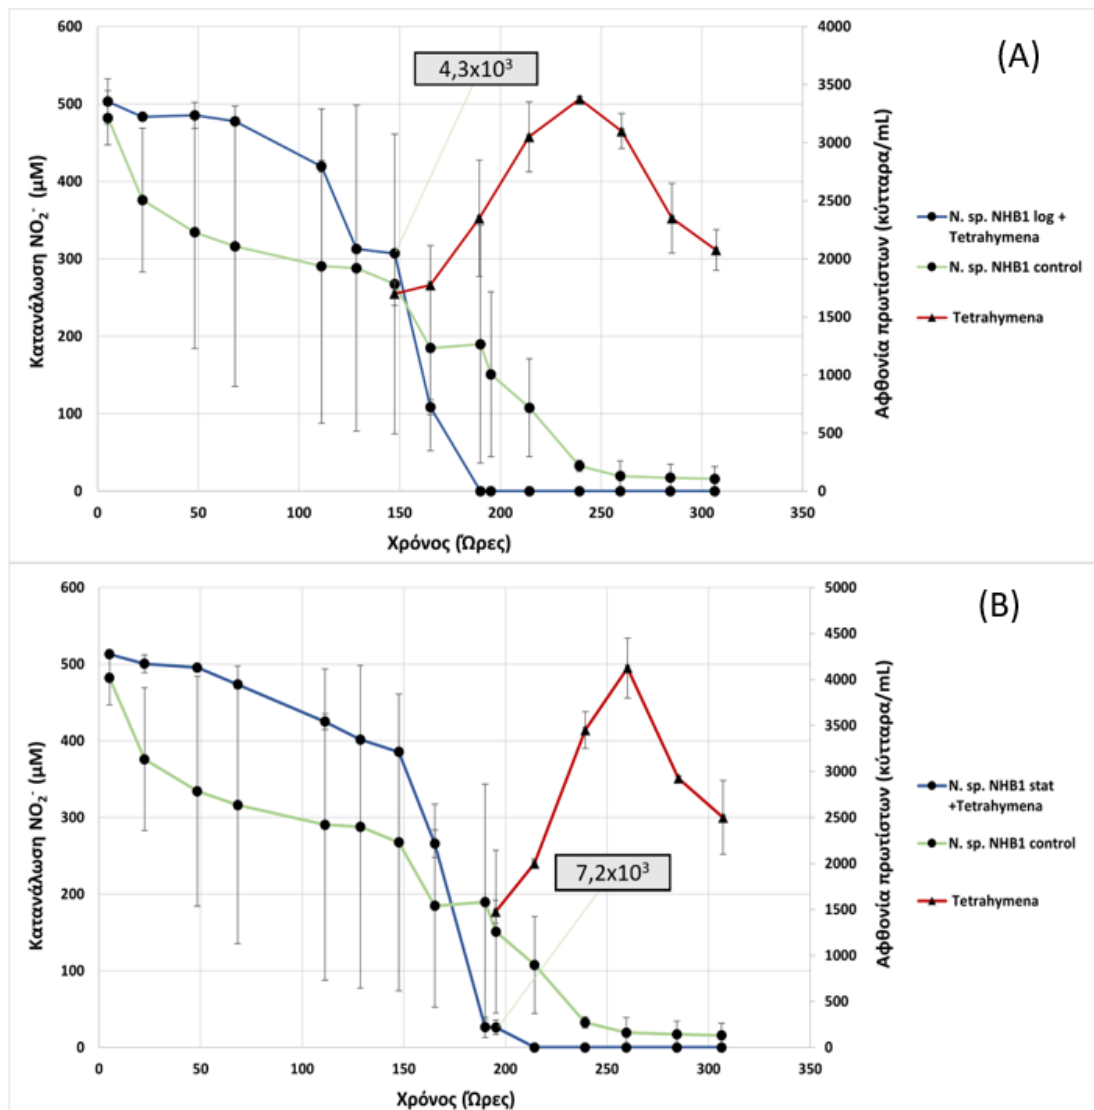 (A)
4,3x10³
600
500
400
300
200
100
0
Κατανάλωση NO₂⁻ (μM)
4000
3500
3000
2500
2000
1500
1000
500
0
Αφθονία πρωτίστων (κύτταρα/mL)
0 50 100 150 200 250 300 350
Χρόνος (Ώρες)
N. sp. NHB1 log +
Tetrahymena
N. sp. NHB1 control
Tetrahymena
(B)
7,2x10³
600
500
400
300
200
100
0
Κατανάλωση NO₂⁻ (μM)
5000
4500
4000
3500
3000
2500
2000
1500
1000
500
0
Αφθονία πρωτίστων (κύτταρα/mL)
0 50 100 150 200 250 300 350
Χρόνος (Ώρες)
N. sp. NHB1 stat
+Tetrahymena
N. sp. NHB1 control
Tetrahymena